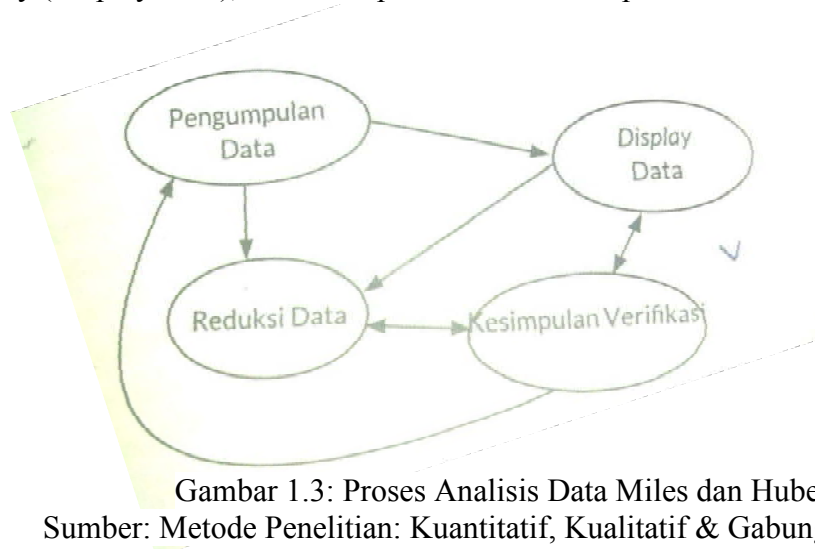 Pengumpulan
Data
Display
Data
Reduksi Data
Kesimpulan Verifikasi
Gambar 1.3: Proses Analisis Data Miles dan Hube
Sumber: Metode Penelitian: Kuantitatif, Kualitatif & Gabung